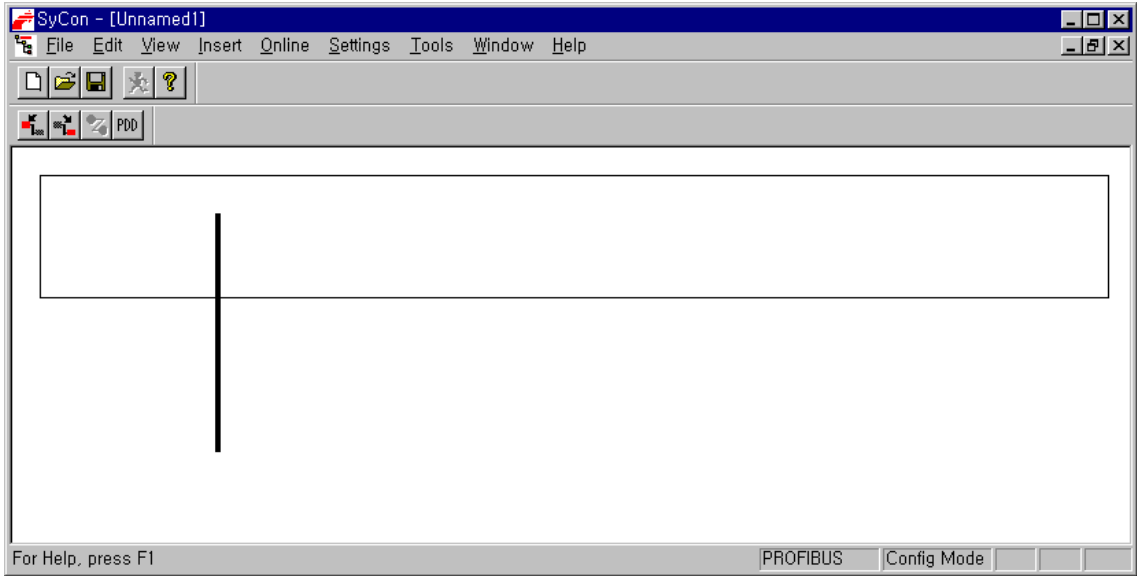 SyCon - [Unnamed1]
File Edit View Insert Online Settings Tools Window Help
PDD
For Help, press F1 PROFIBUS Config Mode